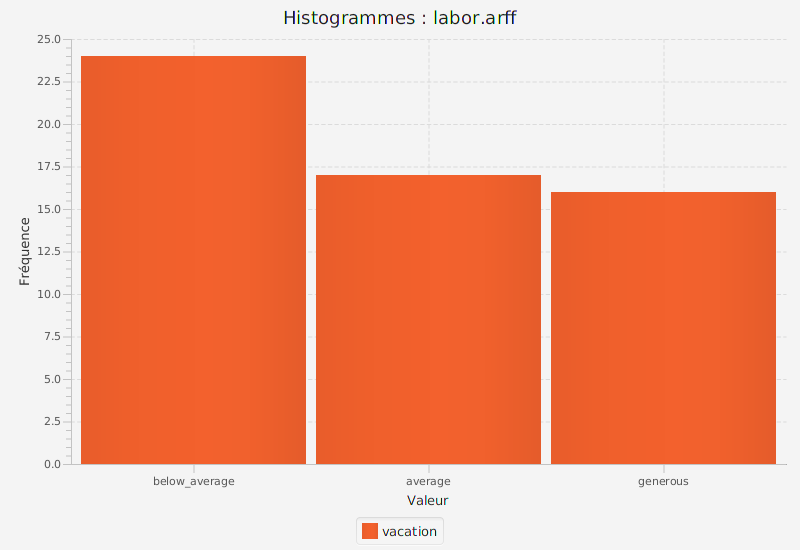 Histogrammes : labor.arff
25.0
22.5
20.0
17.5
15.0
12.5
10.0
7.5
5.0
2.5
0.0
Fréquence
below_average average generous
Valeur
vacation